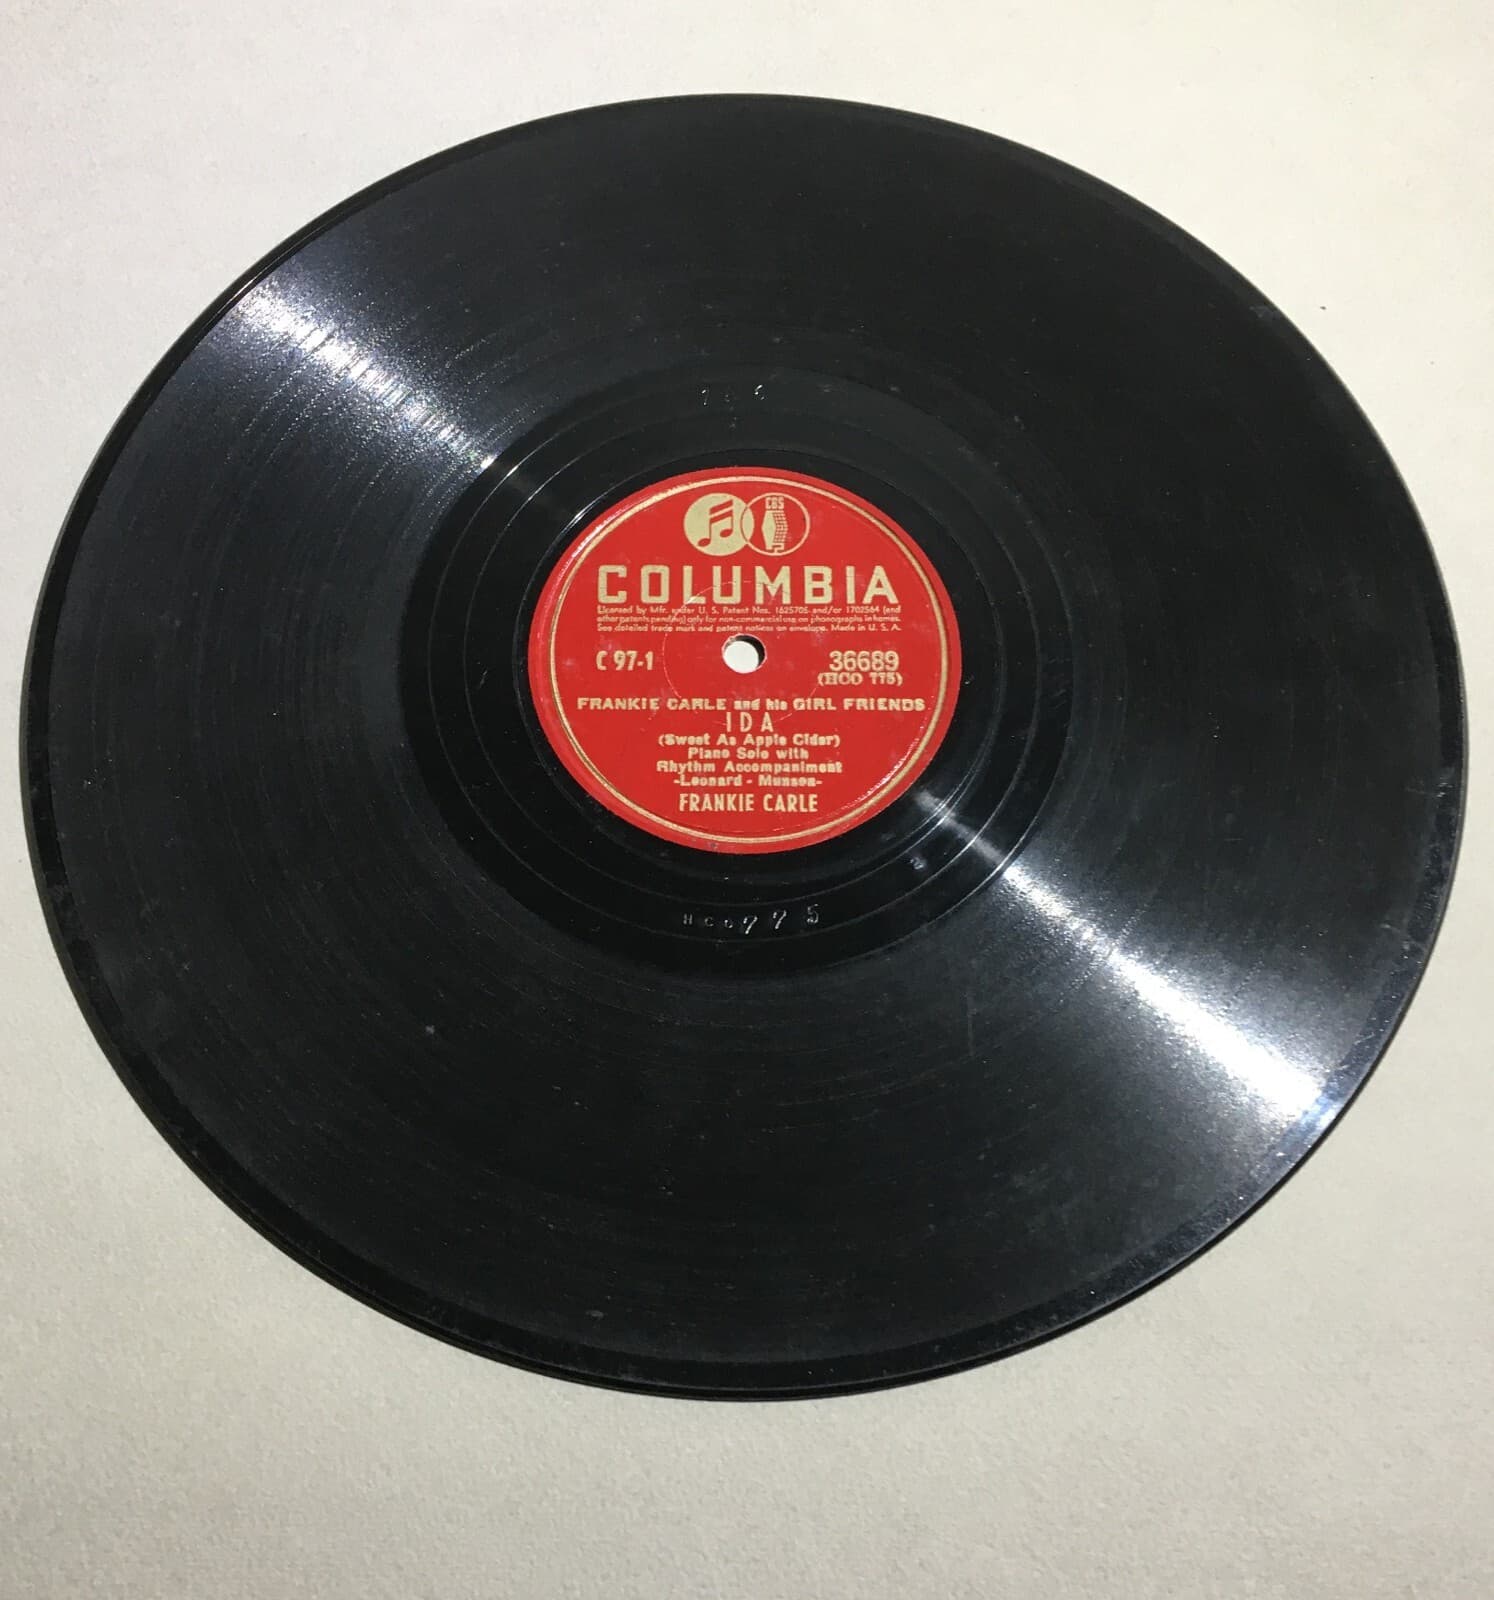 CBS
COLUMBIA
Licensed by Mfr. under U. S. Patent Nos. 1625705 and/or 1702564 (and
other patents pending) only for non-commercial use on phonographs in homes.
See detailed trade mark and patent notices on envelope. Made in U. S. A.
C 97-1
36689
(HCO 775)
FRANKIE CARLE and his GIRL FRIENDS
IDA
(Sweet As Apple Cider)
Piano Solo with
Rhythm Accompaniment
-Leonard - Munson-
FRANKIE CARLE
HCO775